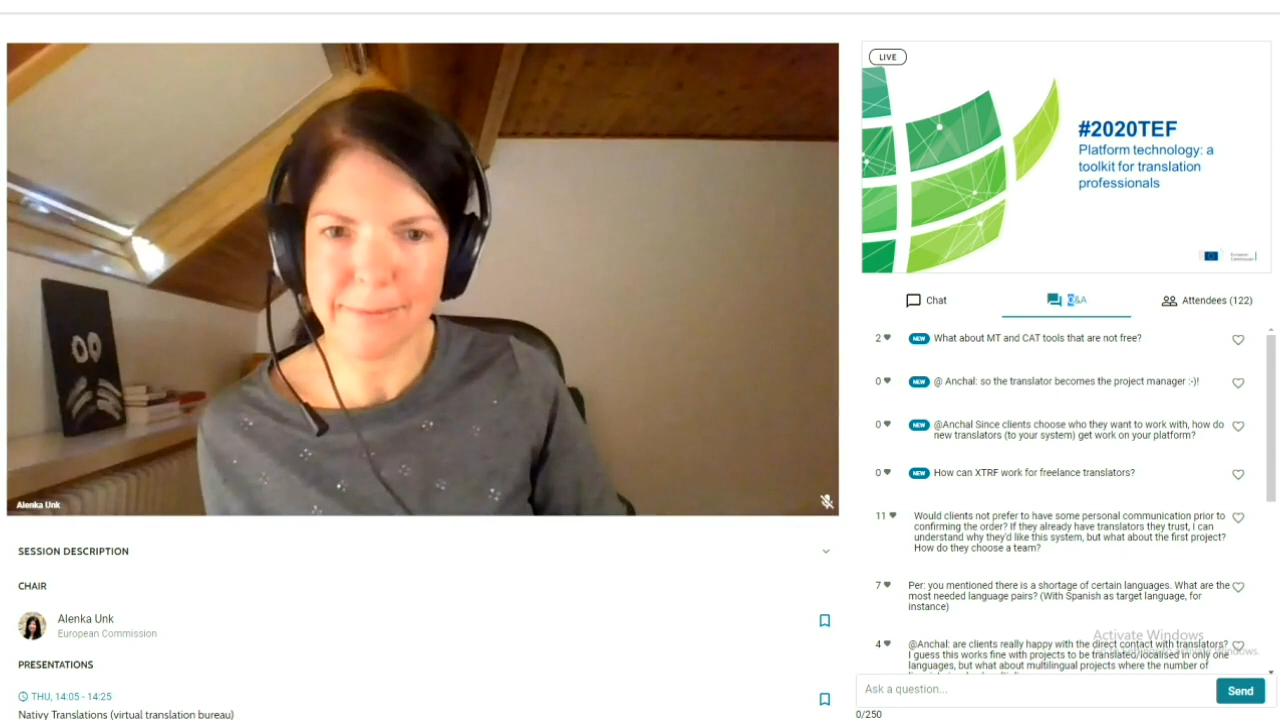 Alenka Unk
SESSION DESCRIPTION
CHAIR
Alenka Unk
European Commission
PRESENTATIONS
THU, 14:05 - 14:25
Nativy Translations (virtual translation bureau)
LIVE
#2020TEF
Platform technology: a
toolkit for translation
professionals
European
Commission
Chat
Q&A
Attendees (122)
2
NEW What about MT and CAT tools that are not free?
0
NEW @ Anchal: so the translator becomes the project manager :-)!
0
NEW @Anchal Since clients choose who they want to work with, how do
new translators (to your system) get work on your platform?
0
NEW How can XTRF work for freelance translators?
11
Would clients not prefer to have some personal communication prior to
confirming the order? If they already have translators they trust, I can
understand why they'd like this system, but what about the first project?
How do they choose a team?
7
Per: you mentioned there is a shortage of certain languages. What are the
most needed language pairs? (With Spanish as target language, for
instance)
4
@Anchal: are clients really happy with the direct contact with translators?
I guess this works fine with projects to be translated/localised in only one
languages, but what about multilingual projects where the number of
Activate Windows
Ask a question...
Send
0/250